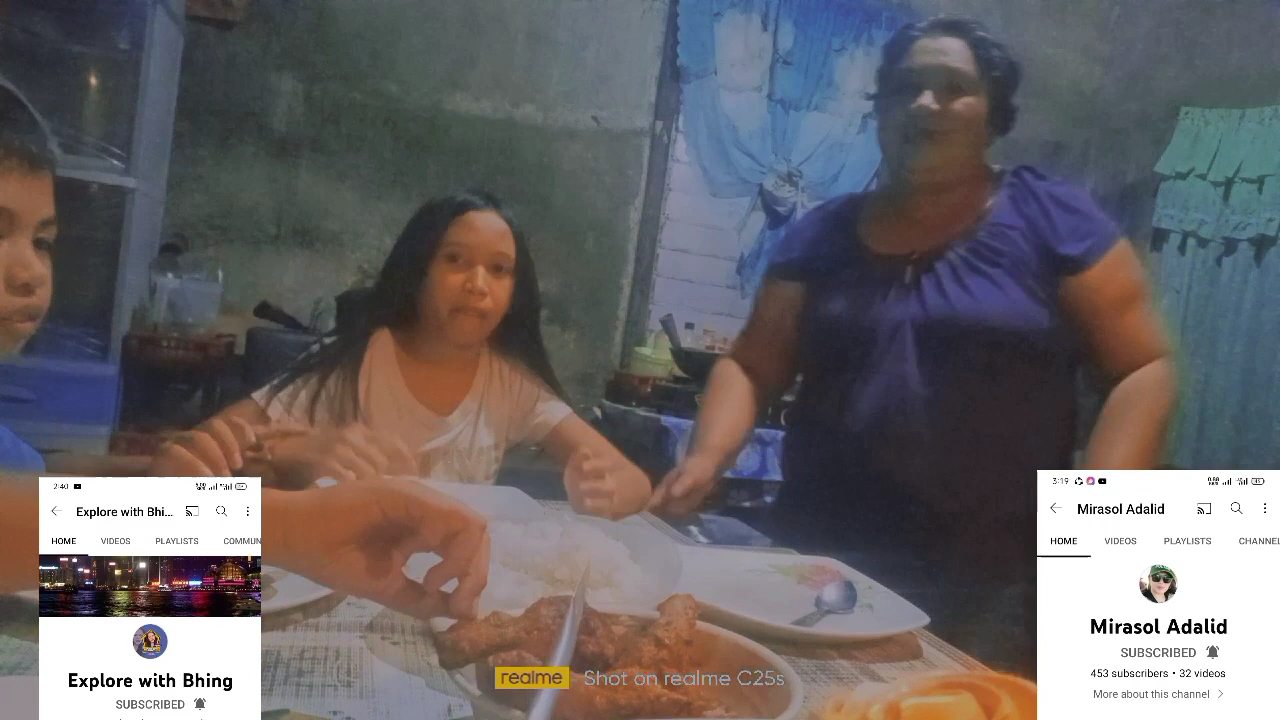 2:40
Explore with Bhi...
HOME VIDEOS PLAYLISTS COMMUN
Explore with Bhing
SUBSCRIBED
realme Shot on realme C25s
3:19
Mirasol Adalid
HOME VIDEOS PLAYLISTS CHANNEL
Mirasol Adalid
SUBSCRIBED
453 subscribers • 32 videos
More about this channel